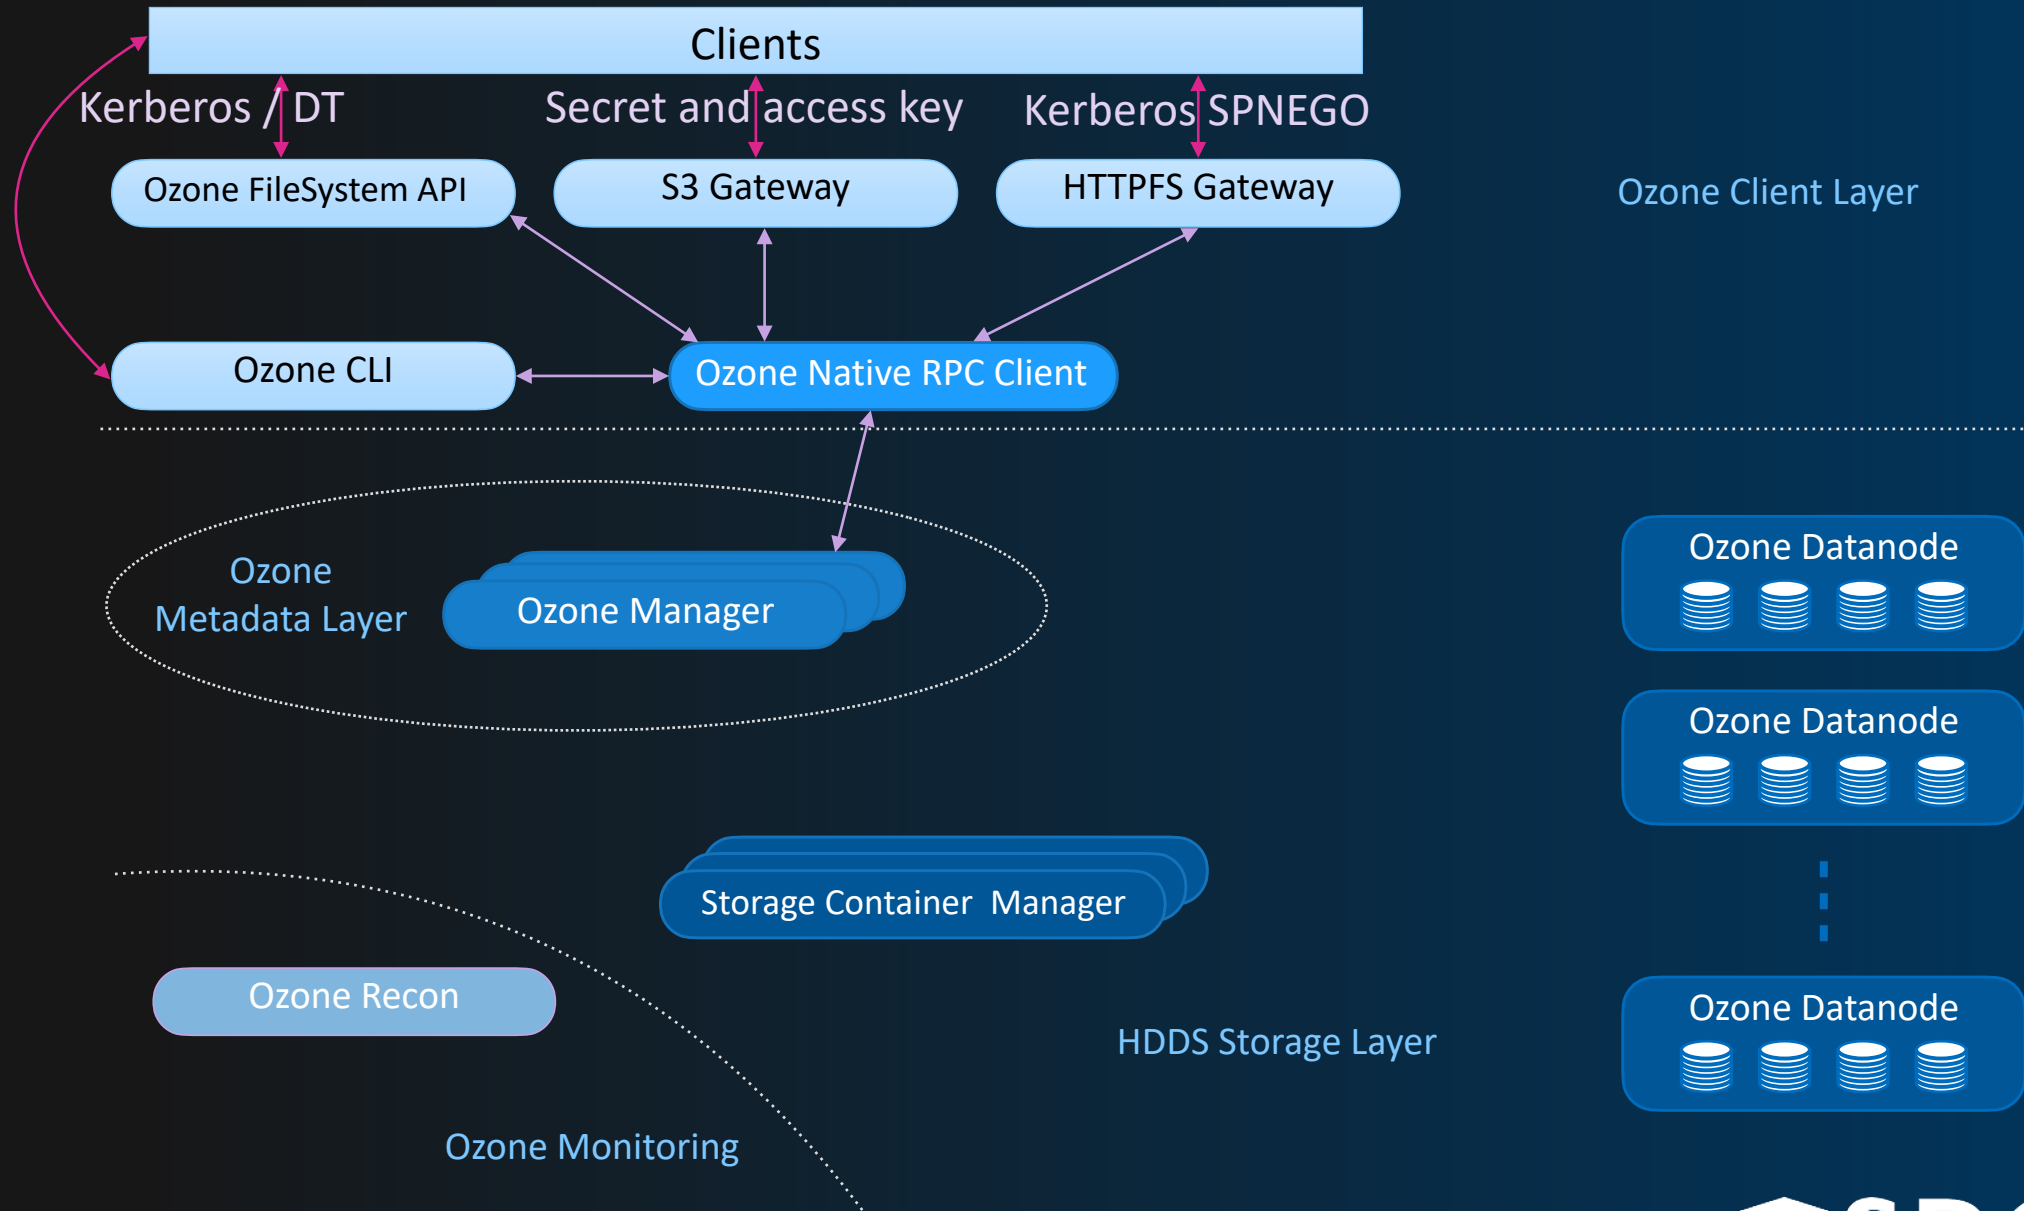 Clients
Kerberos / DT
Secret and access key
Kerberos SPNEGO
Ozone FileSystem API
S3 Gateway
HTTPFS Gateway
Ozone Client Layer
Ozone CLI
Ozone Native RPC Client
Ozone
Metadata Layer
Ozone Manager
Ozone Datanode
Ozone Datanode
Storage Container Manager
Ozone Recon
Ozone Datanode
HDDS Storage Layer
Ozone Monitoring